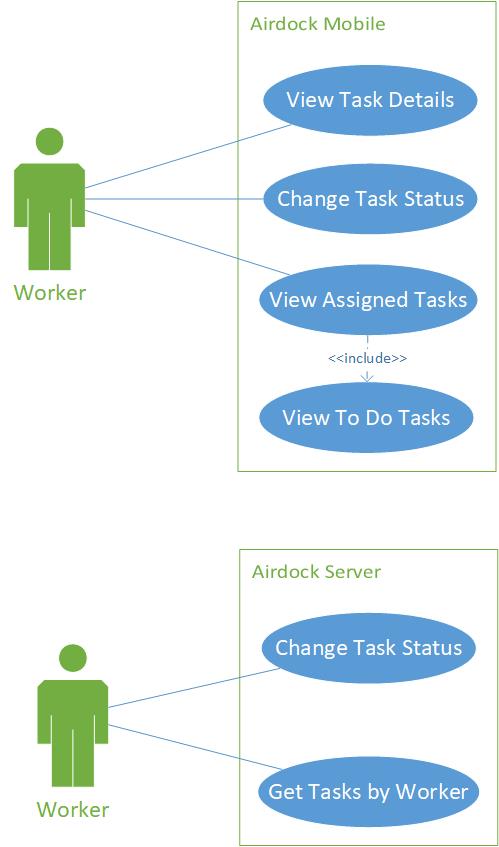 Airdock Mobile
View Task Details
Change Task Status
Worker
View Assigned Tasks
<<include>>
View To Do Tasks
Airdock Server
Change Task Status
Get Tasks by Worker
Worker